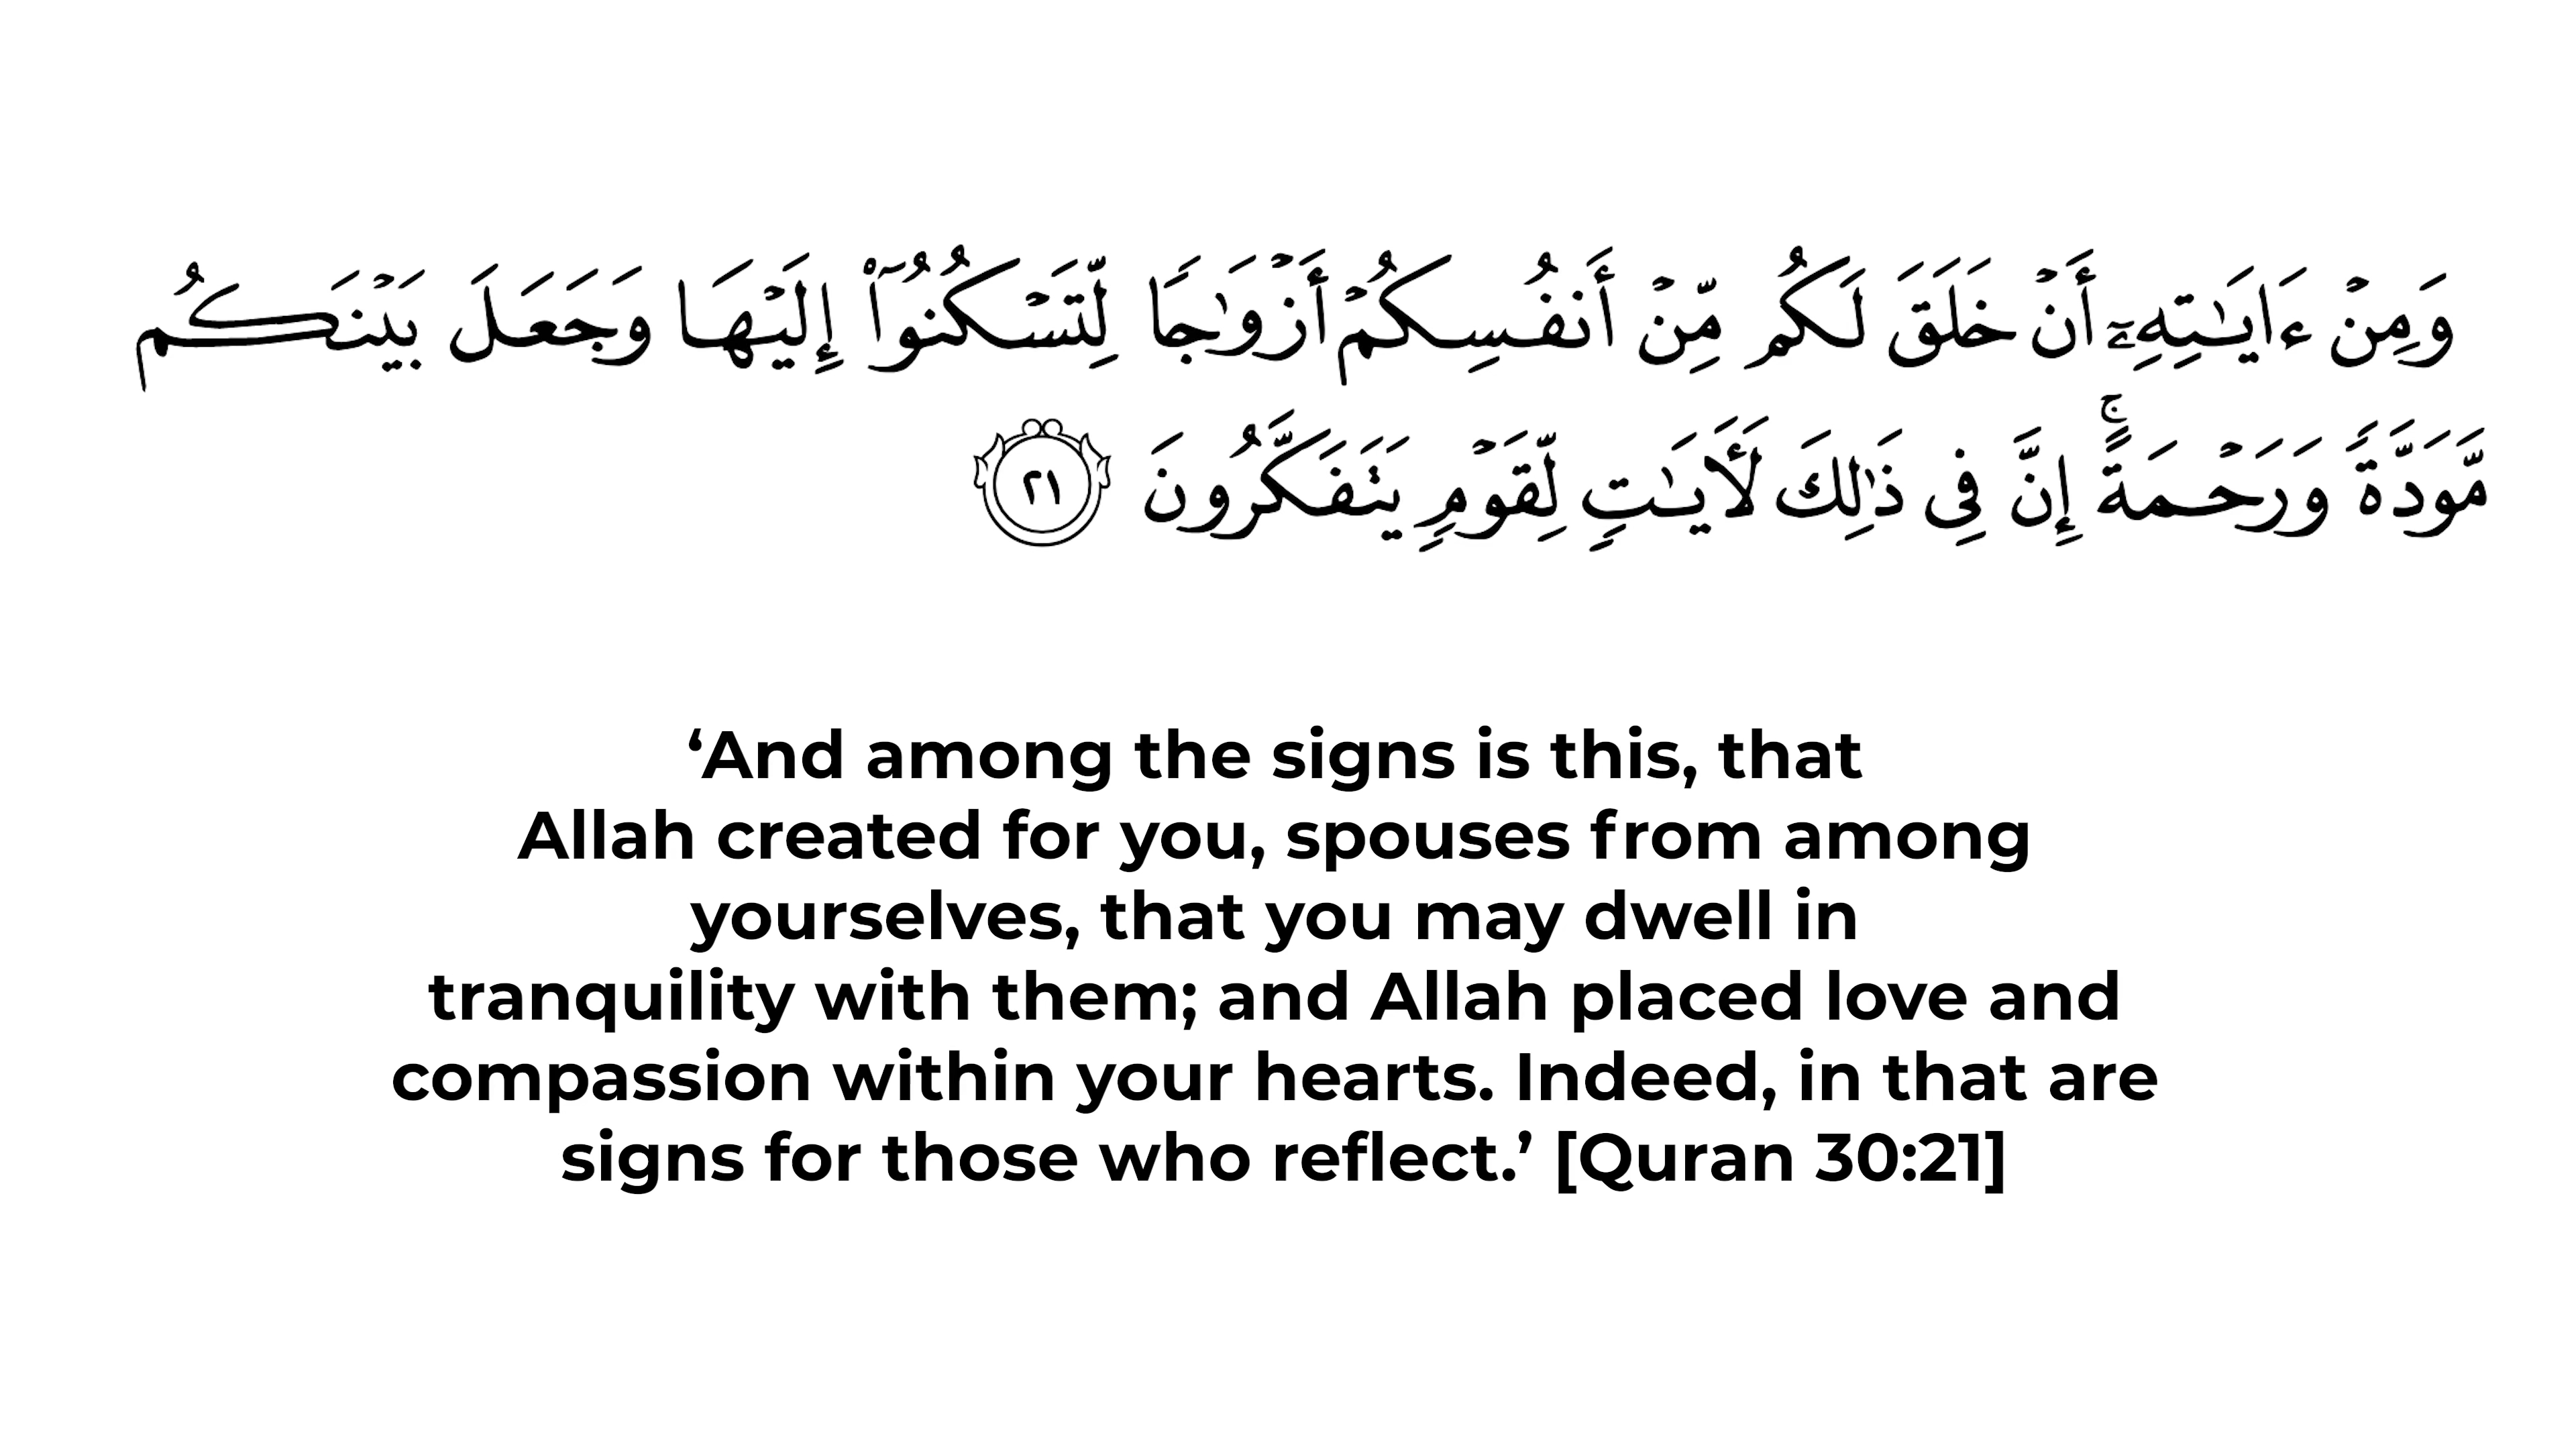 وَمِنۡ ءَايَٰتِهِۦٓ أَنۡ خَلَقَ لَكُم مِّنۡ أَنفُسِكُمۡ أَزۡوَٰجٗا لِّتَسۡكُنُوٓاْ إِلَيۡهَا وَجَعَلَ بَيۡنَكُم
مَّوَدَّةٗ وَرَحۡمَةًۚ إِنَّ فِي ذَٰلِكَ لَأٓيَٰتٖ لِّقَوۡمٖ يَتَفَكَّرُونَ ٢١
‘And among the signs is this, that
Allah created for you, spouses from among
yourselves, that you may dwell in
tranquility with them; and Allah placed love and
compassion within your hearts. Indeed, in that are
signs for those who reflect.’ [Quran 30:21]